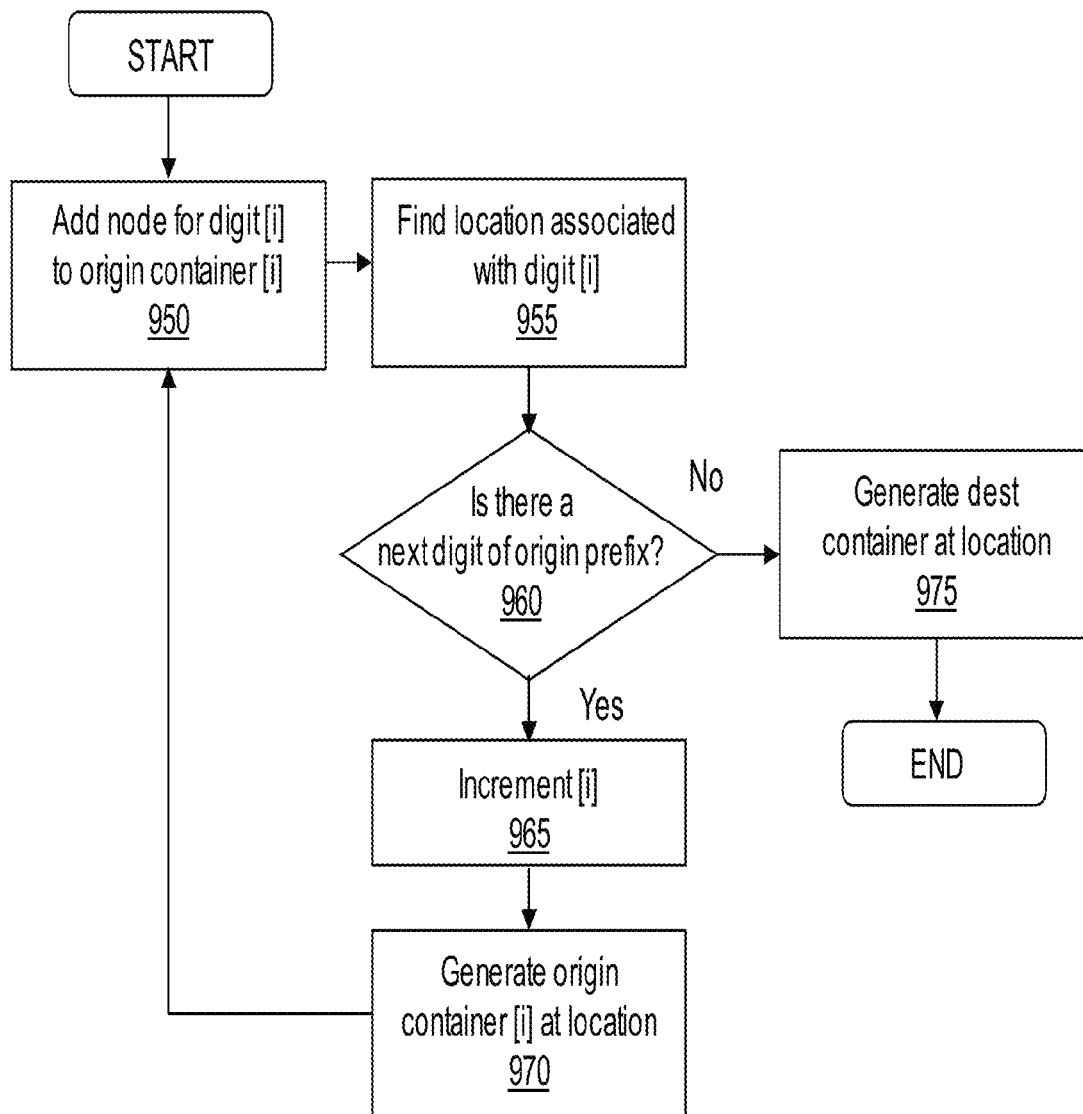 START
Add node for digit [i]
to origin container [i]
950
Find location associated
with digit [i]
955
Is there a
next digit of origin prefix?
960
No
Generate dest
container at location
975
END
Yes
Increment [i]
965
Generate origin
container [i] at location
970